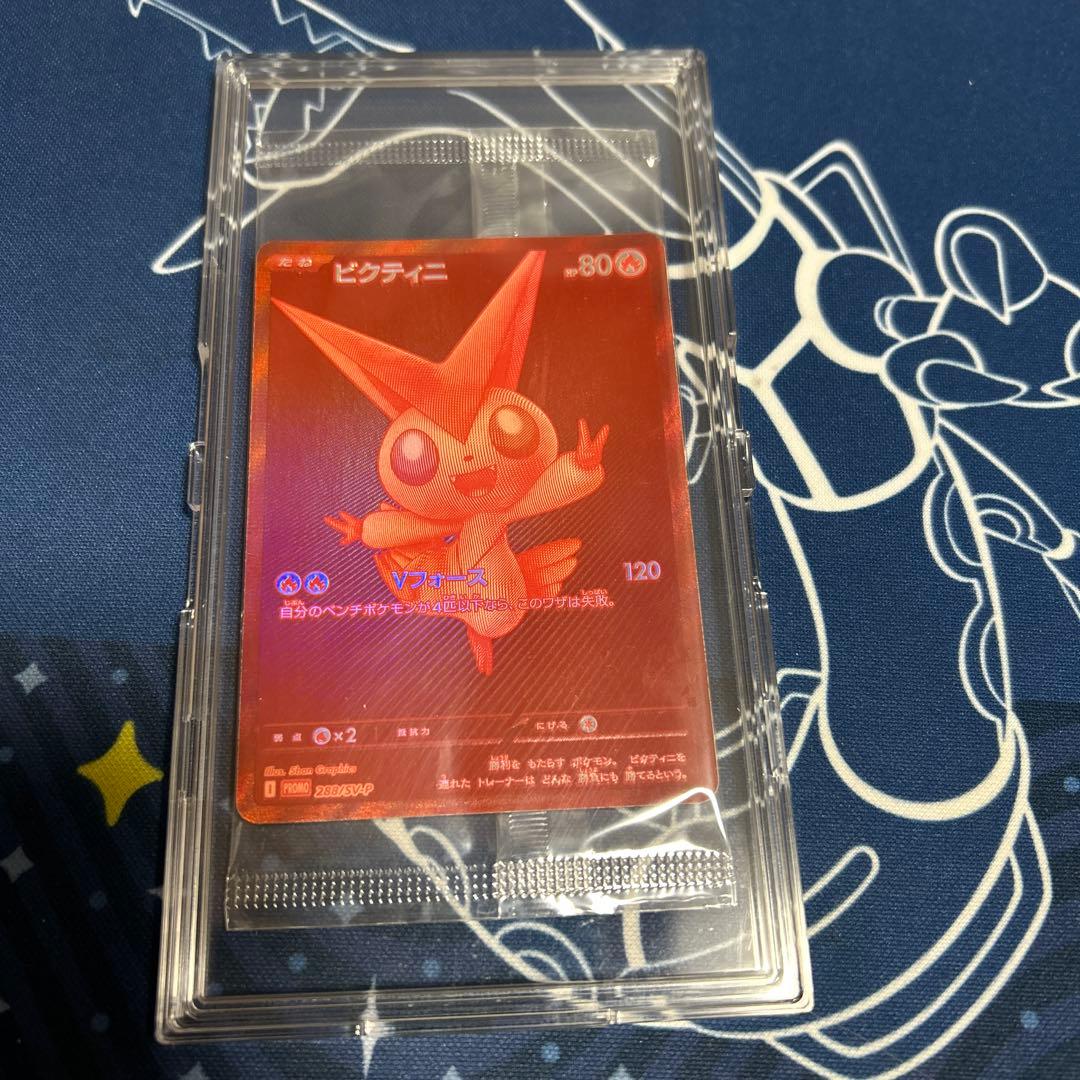 たね ビクティニ HP80
Vフォース 120
自分のベンチポケモンが4匹以下なら、このワザは失敗。
弱点 ×2 抵抗力 にげる
勝利を もたらす ポケモン。 ビクティニを
連れた トレーナーは どんな 勝負にも 勝てるという。
Illus. Shan Graphics
I PROMO 288/SV-P